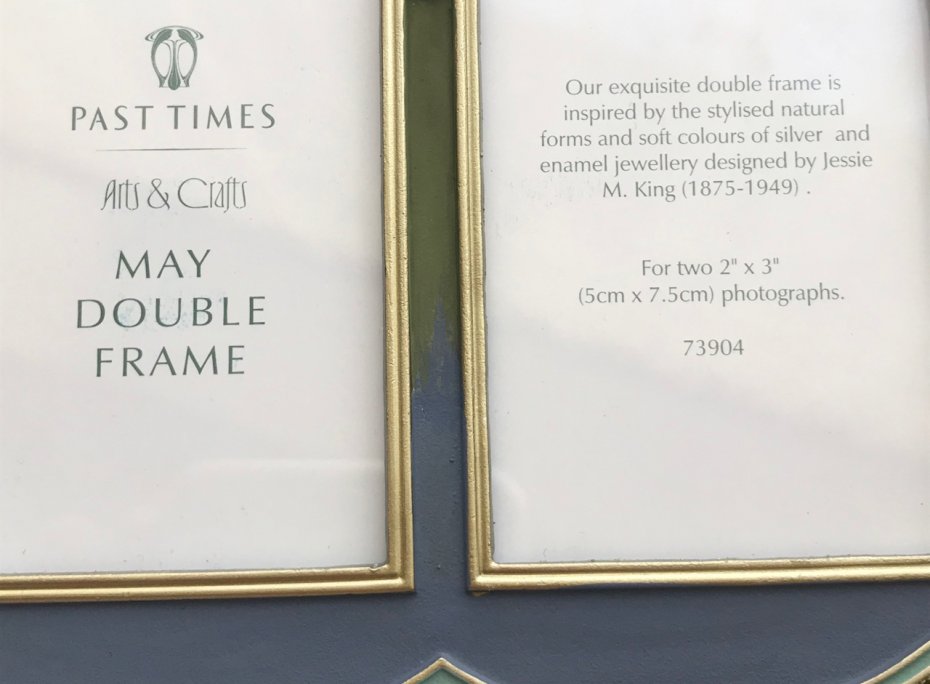 PAST TIMES
Arts & Crafts
MAY
DOUBLE
FRAME
Our exquisite double frame is
inspired by the stylised natural
forms and soft colours of silver and
enamel jewellery designed by Jessie
M. King (1875-1949) .
For two 2" x 3"
(5cm x 7.5cm) photographs.
73904